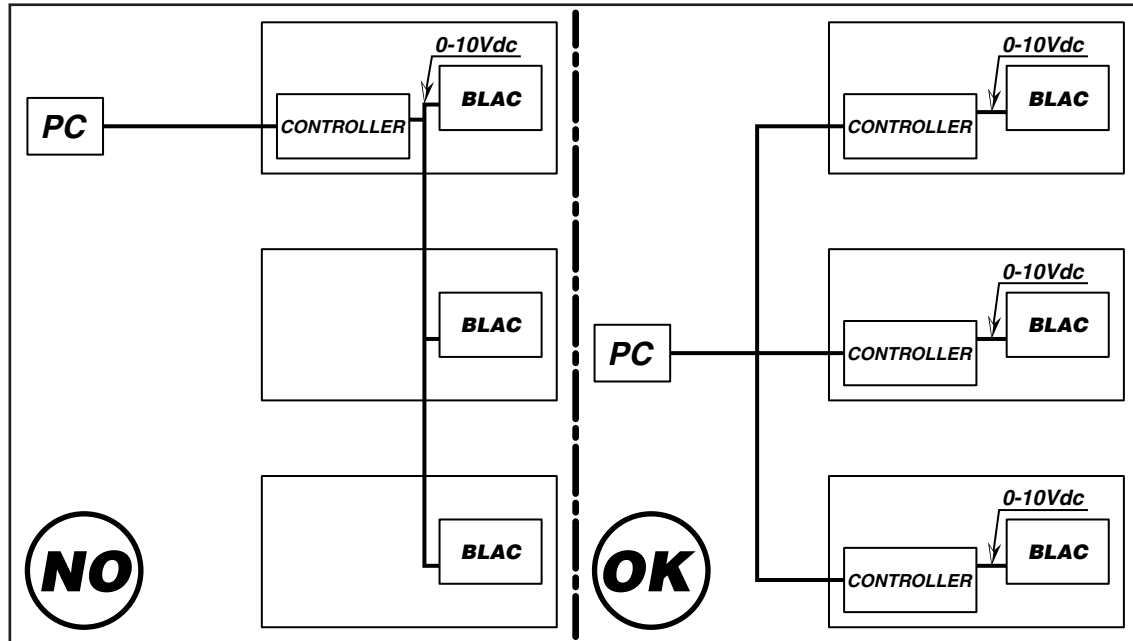 0-10Vdc
BLAC
PC
CONTROLLER
BLAC
BLAC
NO
0-10Vdc
BLAC
CONTROLLER
0-10Vdc
BLAC
PC
CONTROLLER
0-10Vdc
BLAC
CONTROLLER
OK